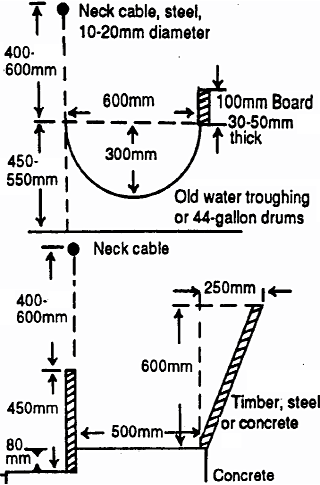 Neck cable, steel,
10-20mm diameter
400-
600mm
600mm
100mm Board
30-50mm
thick
300mm
450-
550mm
Old water troughing
or 44-gallon drums
Neck cable
250mm
400-
600mm
600mm
450mm
Timber, steel
or concrete
500mm
80
mm
Concrete